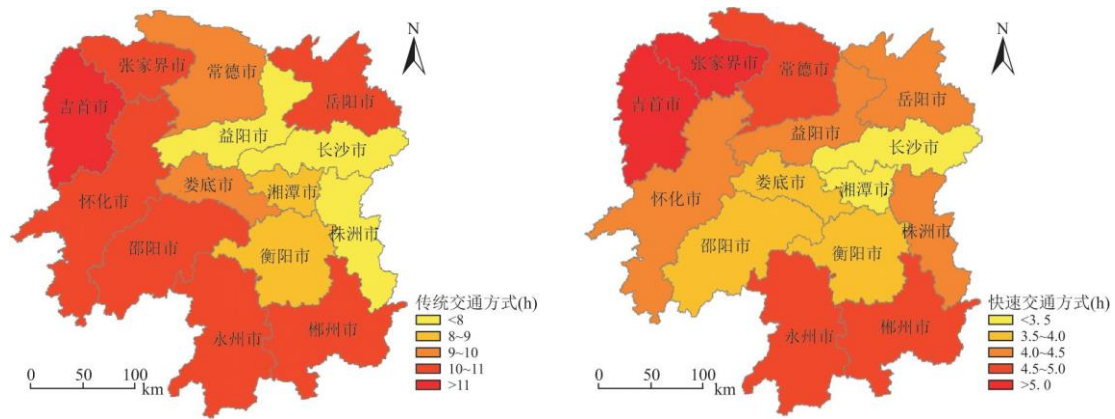 N
张家界市
常德市
岳阳市
吉首市
益阳市
长沙市
娄底市
湘潭市
怀化市
株洲市
邵阳市
衡阳市
永州市
郴州市
传统交通方式(h)
<8
8~9
9~10
10~11
>11
0 50 100
km
N
张家界市
常德市
岳阳市
吉首市
益阳市
长沙市
娄底市
湘潭市
怀化市
株洲市
邵阳市
衡阳市
永州市
郴州市
快速交通方式(h)
<3.5
3.5~4.0
4.0~4.5
4.5~5.0
>5.0
0 50 100
km